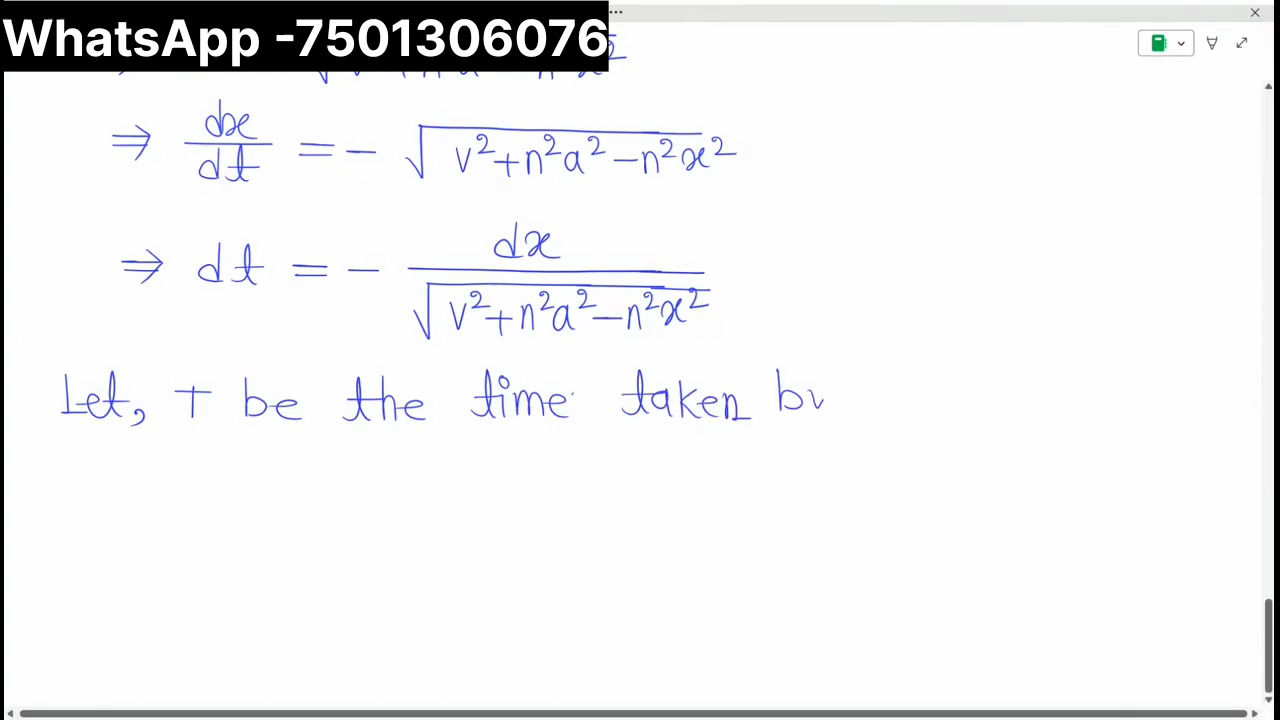 WhatsApp -7501306076
⇒ dx/dt = - √(v²+n²a²-n²x²)
⇒ dt = - dx/√(v²+n²a²-n²x²)
Let, T be the time taken